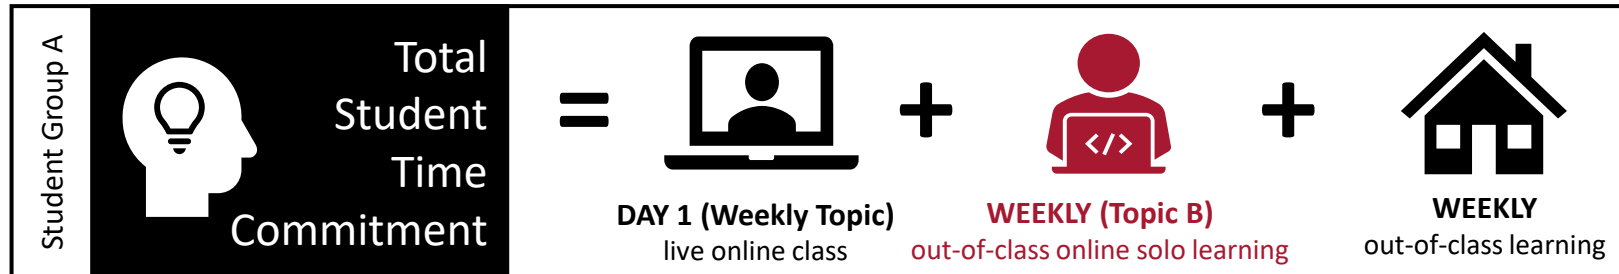 Student Group A
Total
Student
Time
Commitment
=
+
</>
+
DAY 1 (Weekly Topic)
live online class
WEEKLY (Topic B)
out-of-class online solo learning
WEEKLY
out-of-class learning